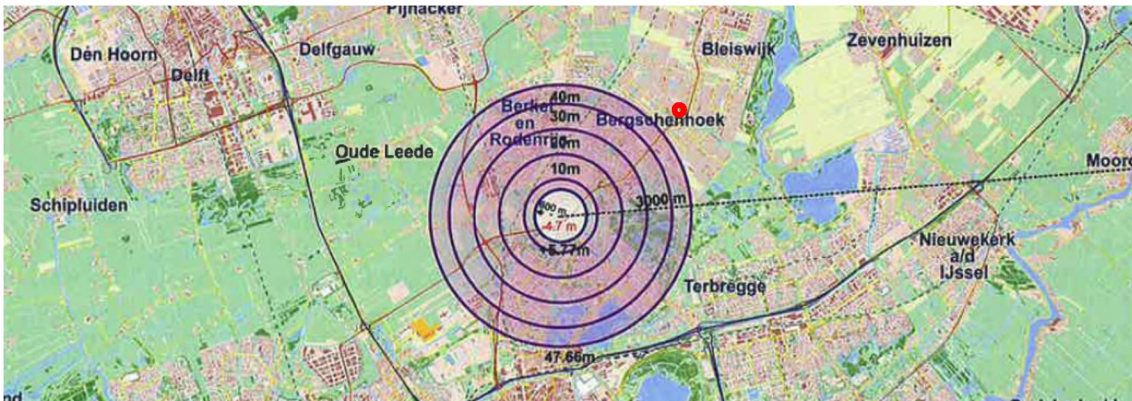 Pijnacker
Den Hoorn
Delfgauw
Bleiswijk
Zevenhuizen
Delft
40m
Berkel
en
Rodenrijs
30m
Bergschenhoek
20m
Oude Leede
10m
Moord
Schipluiden
3000 m
4.7 m
+5.77m
Nieuwekerk
a/d
IJssel
Terbregge
47.66m
nd